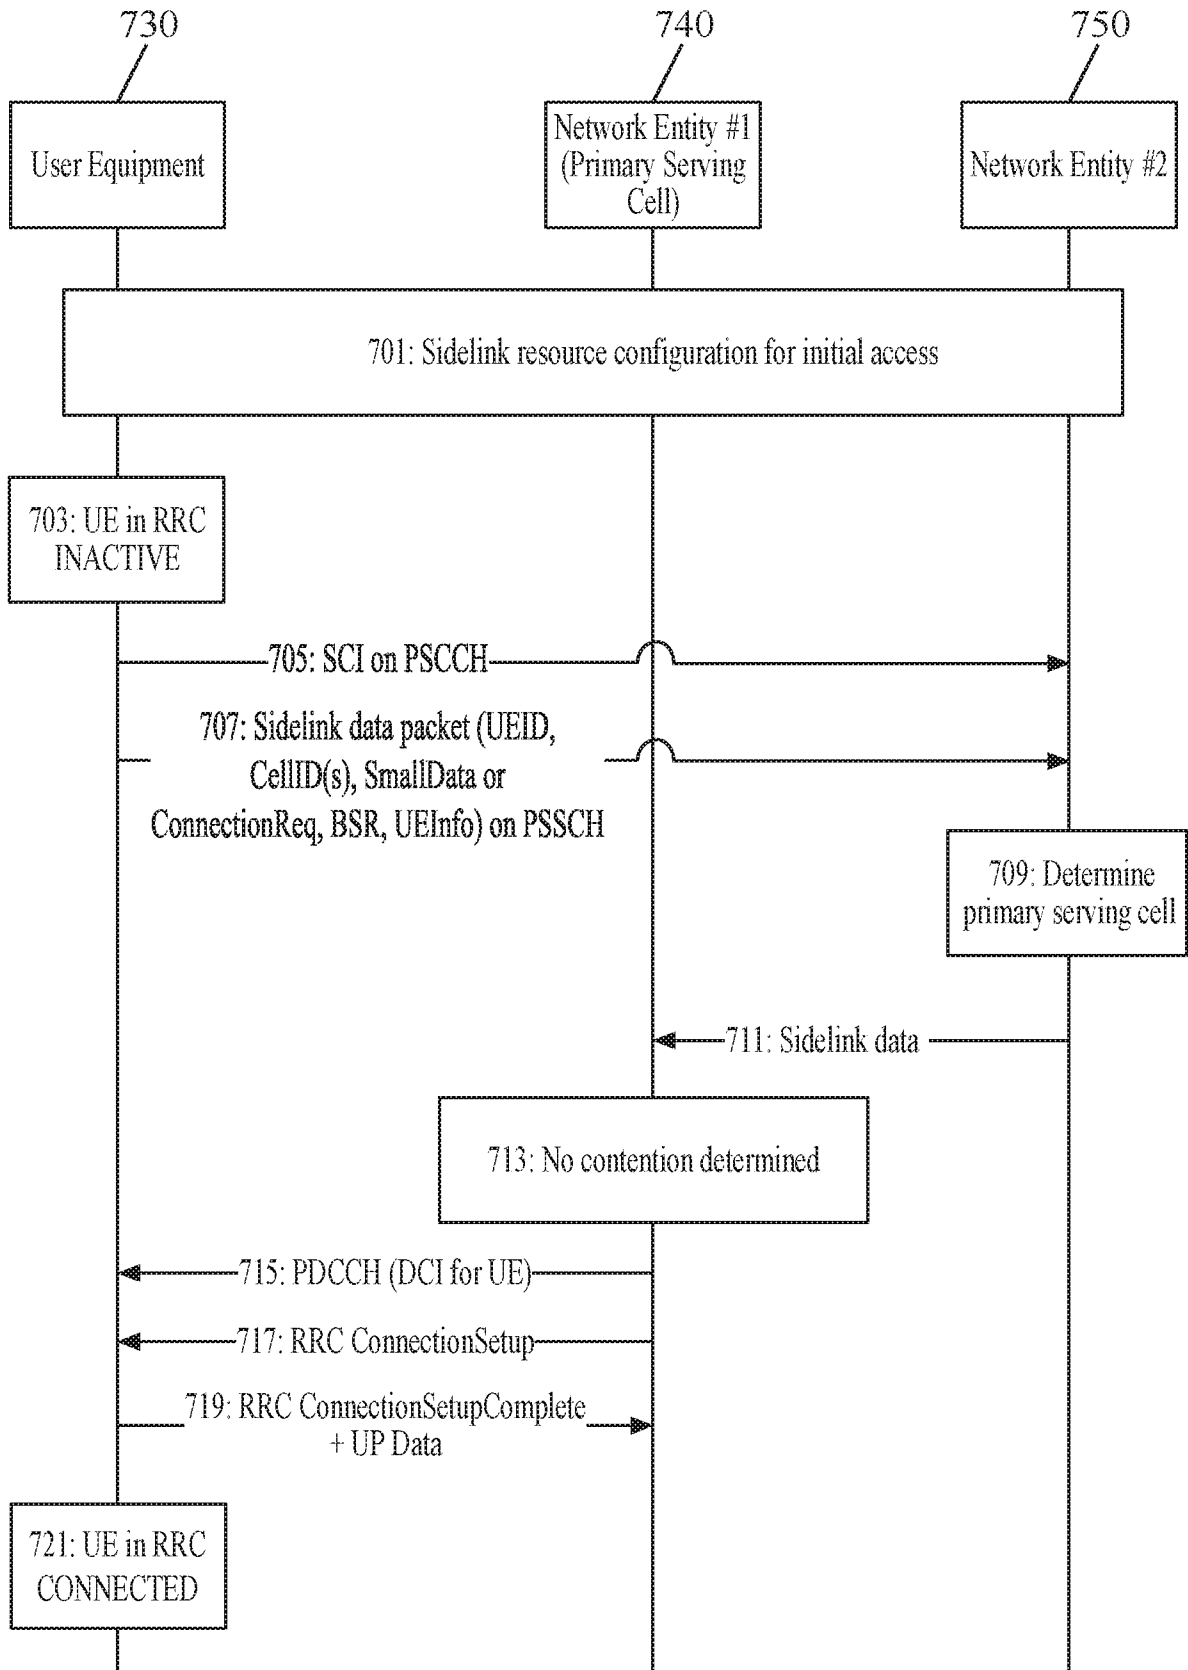 730
740
750
User Equipment
Network Entity #1
(Primary Serving
Cell)
Network Entity #2
701: Sidelink resource configuration for initial access
703: UE in RRC
INACTIVE
705: SCI on PSCCH
707: Sidelink data packet (UEID,
CellID(s), SmallData or
ConnectionReq, BSR, UEInfo) on PSSCH
709: Determine
primary serving cell
711: Sidelink data
713: No contention determined
715: PDCCH (DCI for UE)
717: RRC ConnectionSetup
719: RRC ConnectionSetupComplete
+ UP Data
721: UE in RRC
CONNECTED